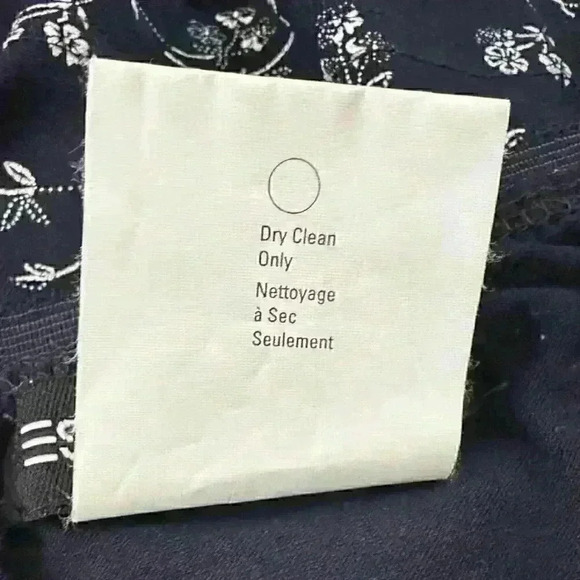 Dry Clean
Only
Nettoyage
à Sec
Seulement